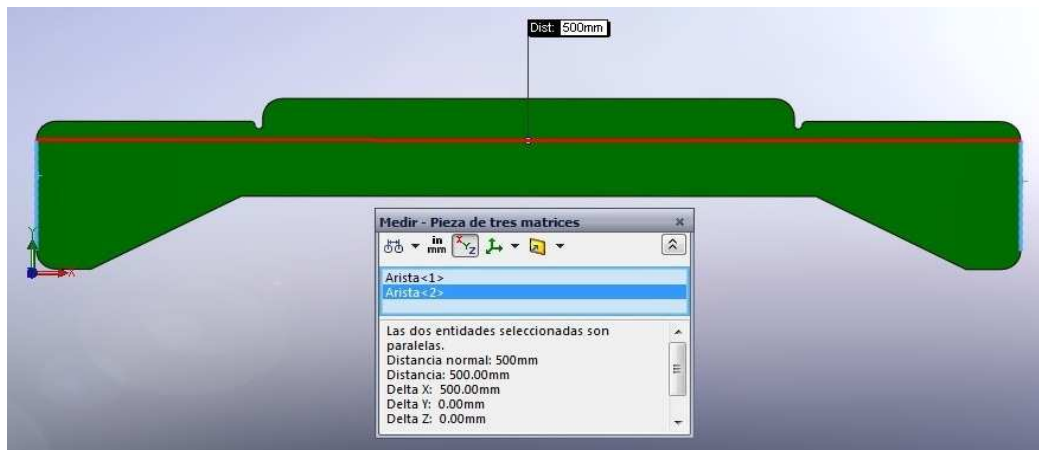 Dist: 500mm
Medir - Pieza de tres matrices
in
mm
X Y Z
Arista<1>
Arista<2>
Las dos entidades seleccionadas son
paralelas.
Distancia normal: 500mm
Distancia: 500.00mm
Delta X: 500.00mm
Delta Y: 0.00mm
Delta Z: 0.00mm
Y
X